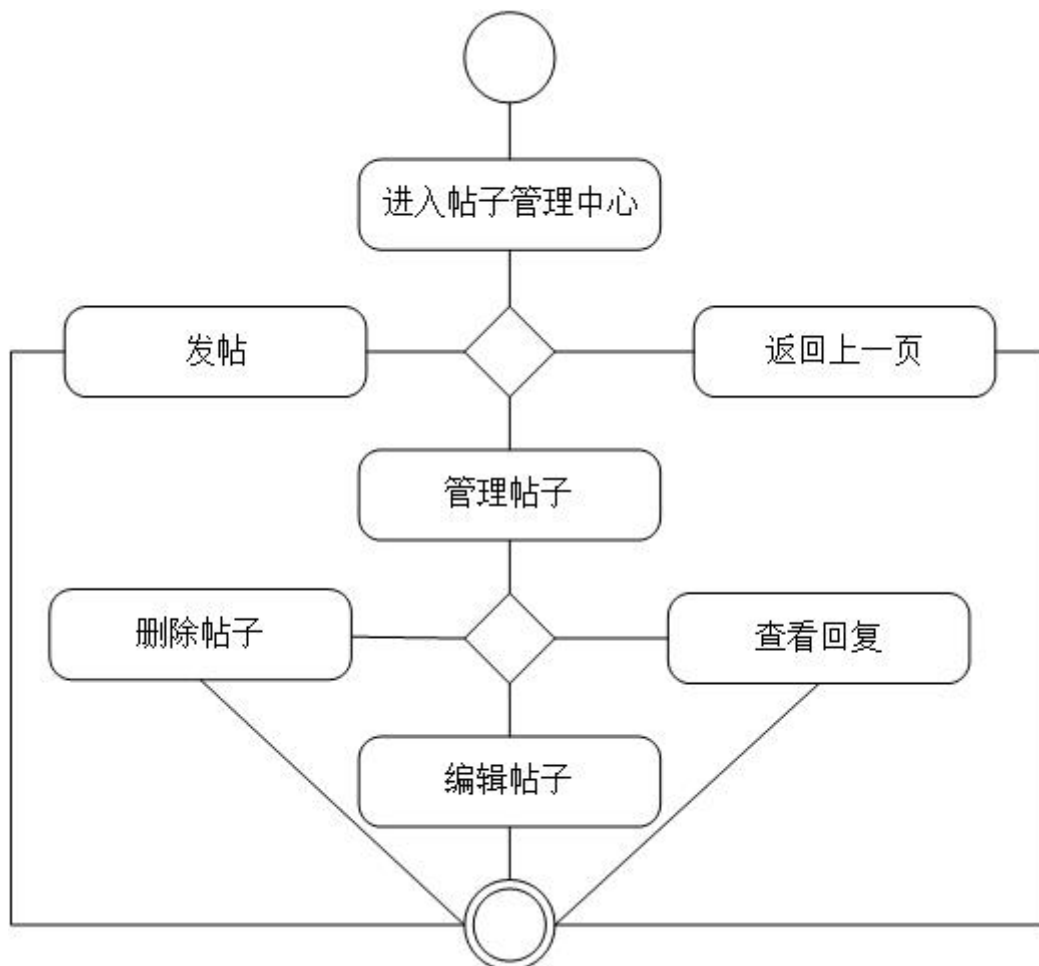 进入帖子管理中心
发帖
返回上一页
管理帖子
删除帖子
查看回复
编辑帖子